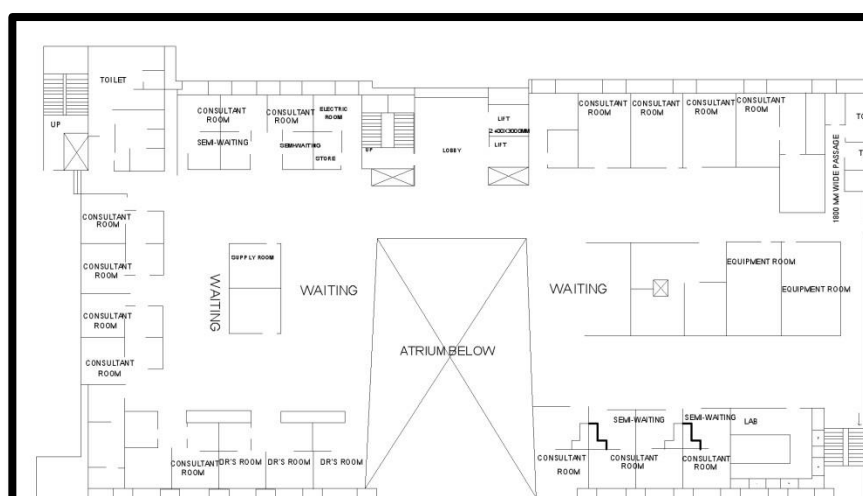 TOILET
UP
CONSULTANT
ROOM
SEMI-WAITING
CONSULTANT
ROOM
SEMI-WAITING
ELECTRIC
ROOM
STORE
UP
LOBBY
LIFT
2400X3000MM
LIFT
CONSULTANT
ROOM
CONSULTANT
ROOM
CONSULTANT
ROOM
CONSULTANT
ROOM
1800 MM WIDE PASSAGE
CONSULTANT
ROOM
CONSULTANT
ROOM
CONSULTANT
ROOM
CONSULTANT
ROOM
WAITING
SUPPLY ROOM
WAITING
ATRIUM BELOW
WAITING
EQUIPMENT ROOM
EQUIPMENT ROOM
CONSULTANT
ROOM
DR'S ROOM
DR'S ROOM
DR'S ROOM
SEMI-WAITING
SEMI-WAITING
LAB
CONSULTANT
ROOM
CONSULTANT
ROOM
CONSULTANT
ROOM